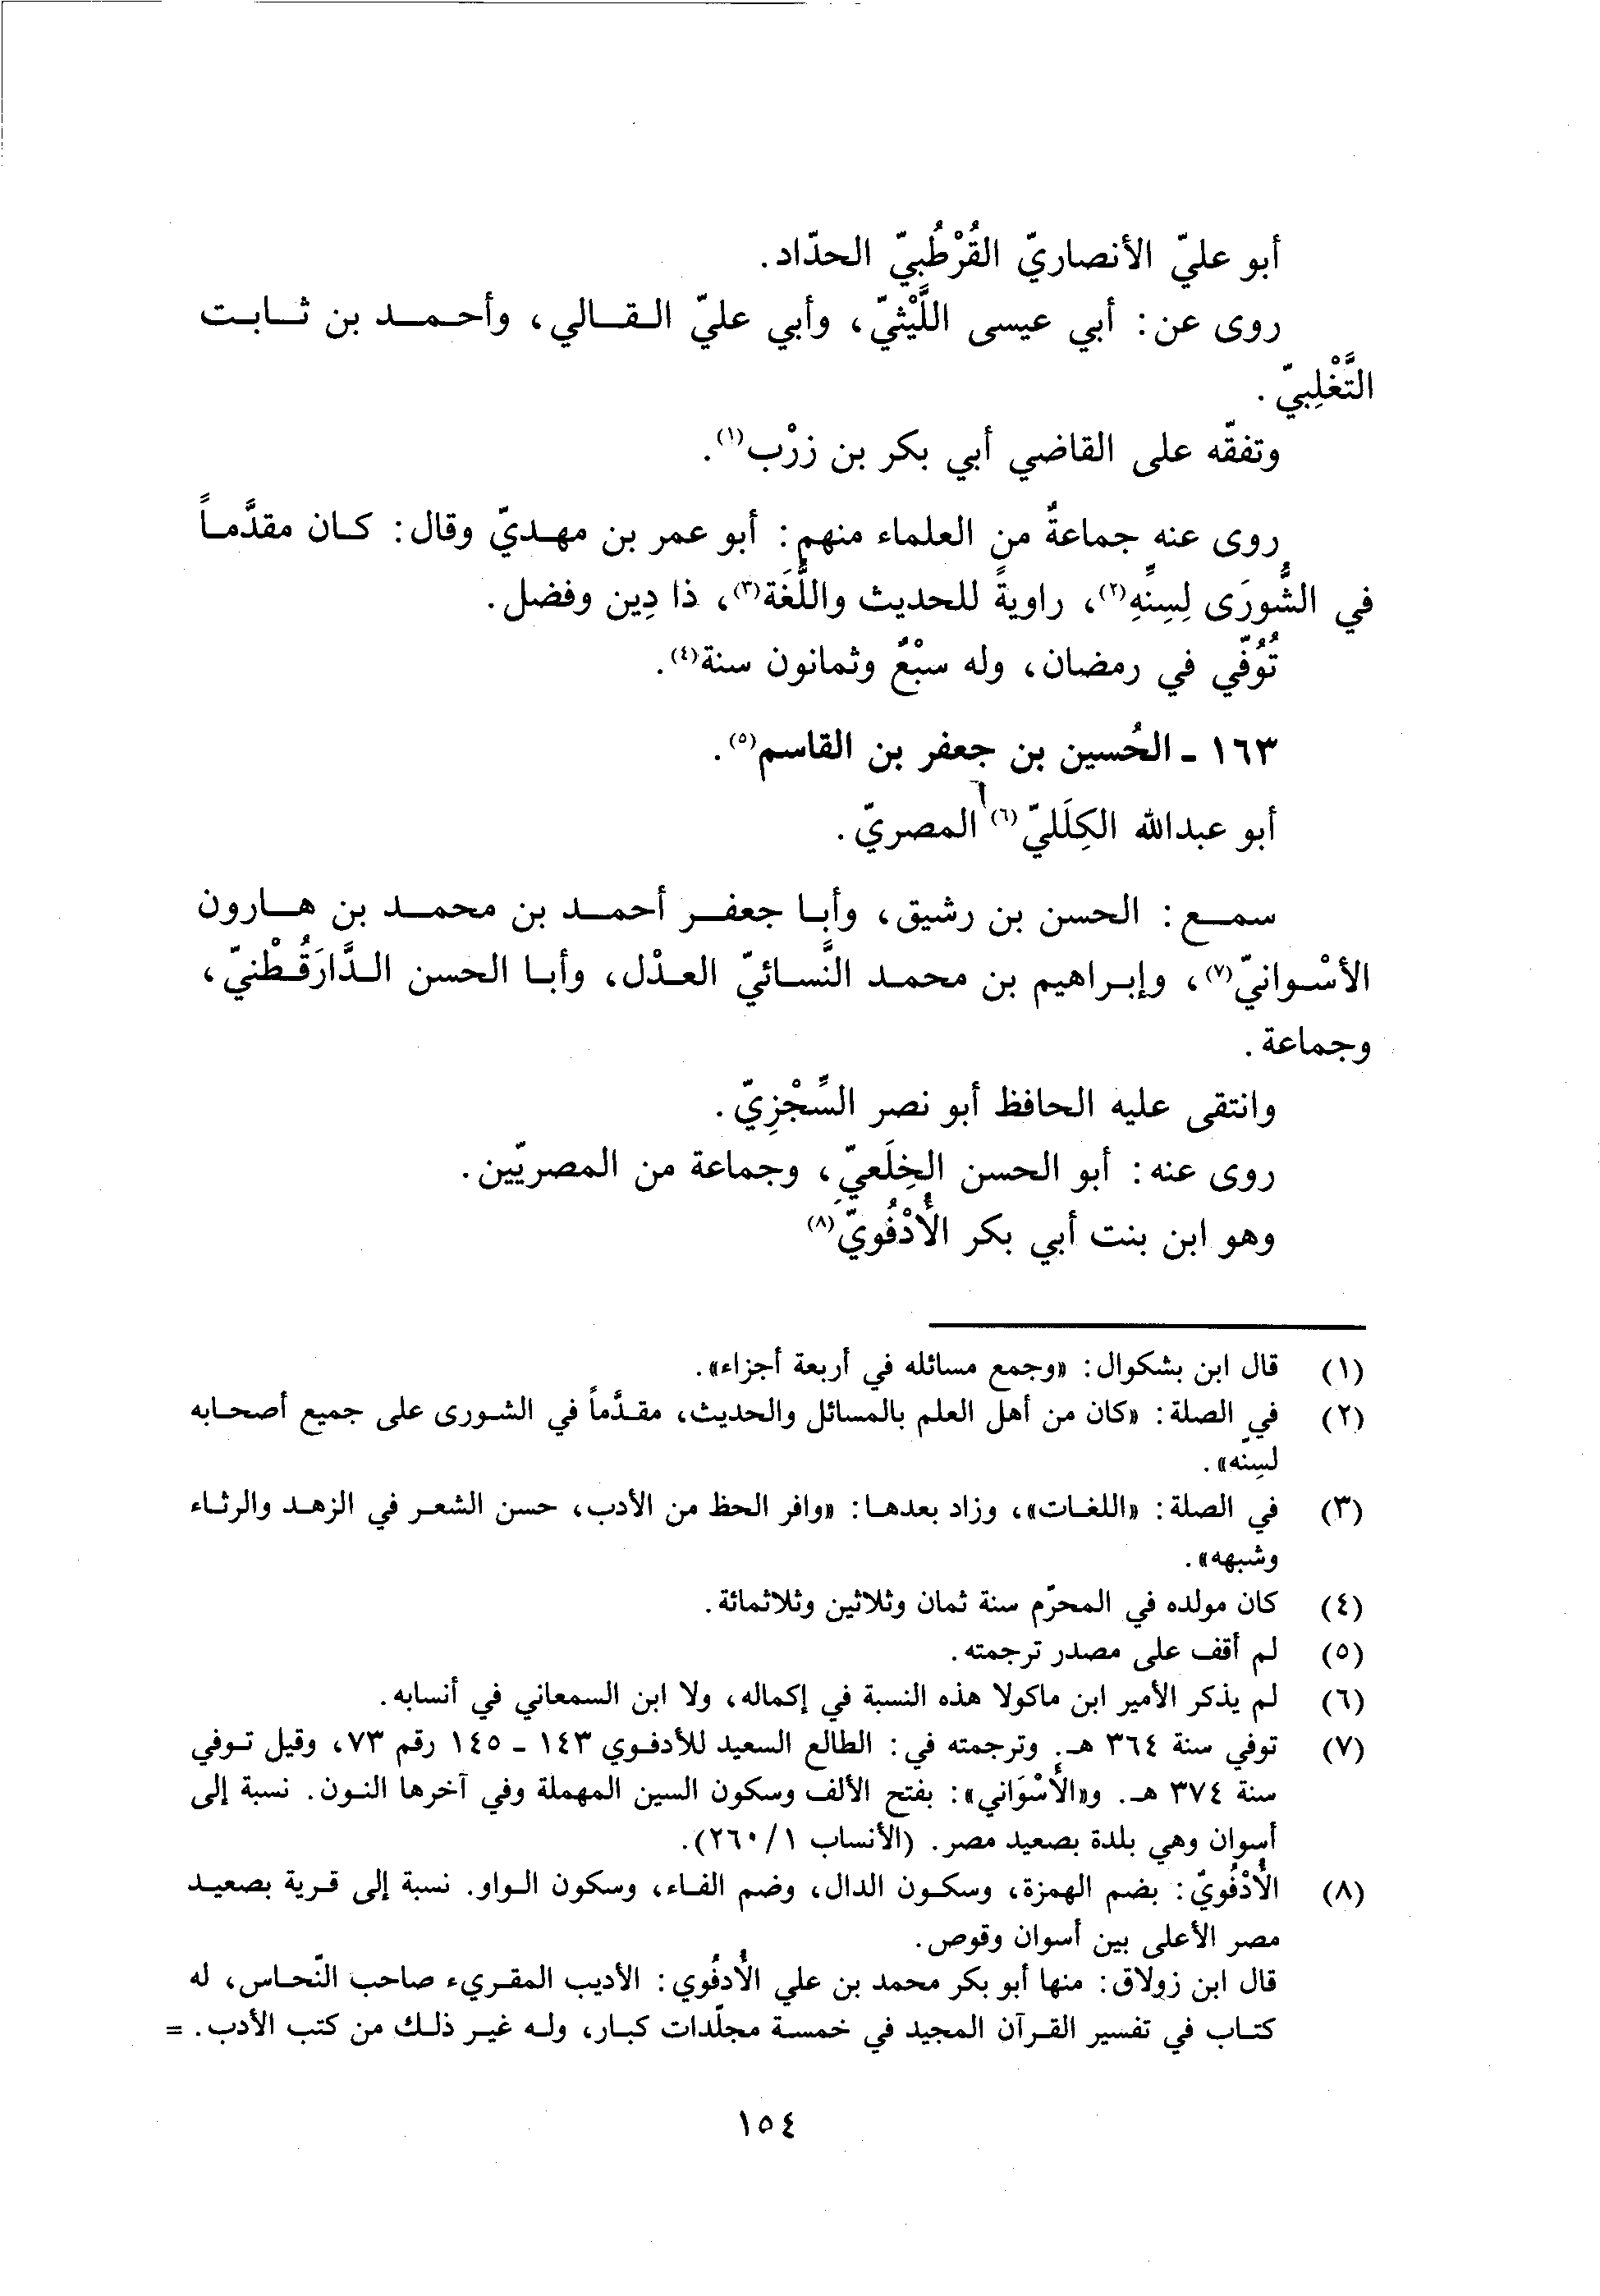 أبو عليّ الأنصاريّ القُرْطُبيّ الحدّاد.
روى عن: أبي عيسى اللَّيْثيّ، وأبي عليّ القالي، وأحمد بن ثابت
التَّغْلِبيّ.
وتفقّه على القاضي أبي بكر بن زرْب(١).
روى عنه جماعةٌ من العلماء منهم: أبو عمر بن مهديّ وقال: كان مقدَّماً
في الشُّورَى لِسِنِّهِ(٢)، راويةً للحديث واللُّغَة(٣)، ذا دِين وفضل.
تُوُفّي في رمضان، وله سبْعٌ وثمانون سنة(٤).
١٦٣ - الحُسين بن جعفر بن القاسم(٥).
أبو عبدالله الكِلَليّ(٦) المصريّ.
سمع: الحسن بن رشيق، وأبا جعفر أحمد بن محمد بن هارون
الأسْوانيّ(٧)، وإبراهيم بن محمد النَّسائيّ العدْل، وأبا الحسن الدَّارَقُطْنيّ،
وجماعة.
وانتقى عليه الحافظ أبو نصر السِّجْزِيّ.
روى عنه: أبو الحسن الخِلَعيّ، وجماعة من المصريّين.
وهو ابن بنت أبي بكر الأُدْفُويّ(٨)
(١) قال ابن بشكوال: «وجمع مسائله في أربعة أجزاء».
(٢) في الصلة: «كان من أهل العلم بالمسائل والحديث، مقدَّماً في الشورى على جميع أصحابه
لسِنّه».
(٣) في الصلة: «اللغات»، وزاد بعدها: «وافر الحظ من الأدب، حسن الشعر في الزهد والرثاء
وشبهه».
(٤) كان مولده في المحرّم سنة ثمان وثلاثين وثلاثمائة.
(٥) لم أقف على مصدر ترجمته.
(٦) لم يذكر الأمير ابن ماكولا هذه النسبة في إكماله، ولا ابن السمعاني في أنسابه.
(٧) توفي سنة ٣٦٤ هـ. وترجمته في: الطالع السعيد للأدفوي ١٤٣ - ١٤٥ رقم ٧٣، وقيل توفي
سنة ٣٧٤ هـ. و«الأُسْوَاني»: بفتح الألف وسكون السين المهملة وفي آخرها النون. نسبة إلى
أسوان وهي بلدة بصعيد مصر. (الأنساب ٢٦٠/١).
(٨) الأُدْفُويّ: بضم الهمزة، وسكون الدال، وضم الفاء، وسكون الواو. نسبة إلى قرية بصعيد
مصر الأعلى بين أسوان وقوص.
قال ابن زولاق: منها أبو بكر محمد بن علي الأُدفُوي: الأديب المقريء صاحب النّحاس، له
كتاب في تفسير القرآن المجيد في خمسة مجلّدات كبار، وله غير ذلك من كتب الأدب. =
١٥٤